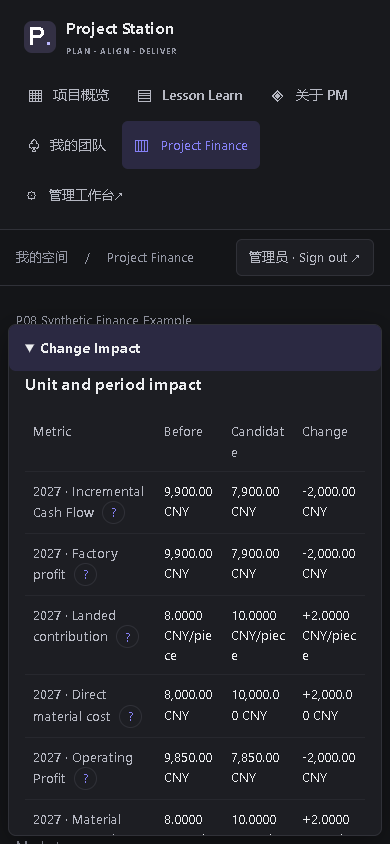 P. Project Station
PLAN · ALIGN · DELIVER
项目概览 Lesson Learn 关于 PM
我的团队 Project Finance
管理工作台↗
我的空间 / Project Finance 管理员 · Sign out ↗
P08 Synthetic Finance Example
▼ Change Impact
Unit and period impact
Metric Before Candidat Change
e
2027 · Incremental 9,900.00 7,900.00 -2,000.00
Cash Flow ? CNY CNY CNY
2027 · Factory 9,900.00 7,900.00 -2,000.00
profit ? CNY CNY CNY
2027 · Landed 8.0000 10.0000 +2.0000
contribution ? CNY/pie CNY/piec CNY/piec
ce e e
2027 · Direct 8,000.00 10,000.0 +2,000.0
material cost ? CNY 0 CNY 0 CNY
2027 · Operating 9,850.00 7,850.00 -2,000.00
Profit ? CNY CNY CNY
2027 · Material 8.0000 10.0000 +2.0000